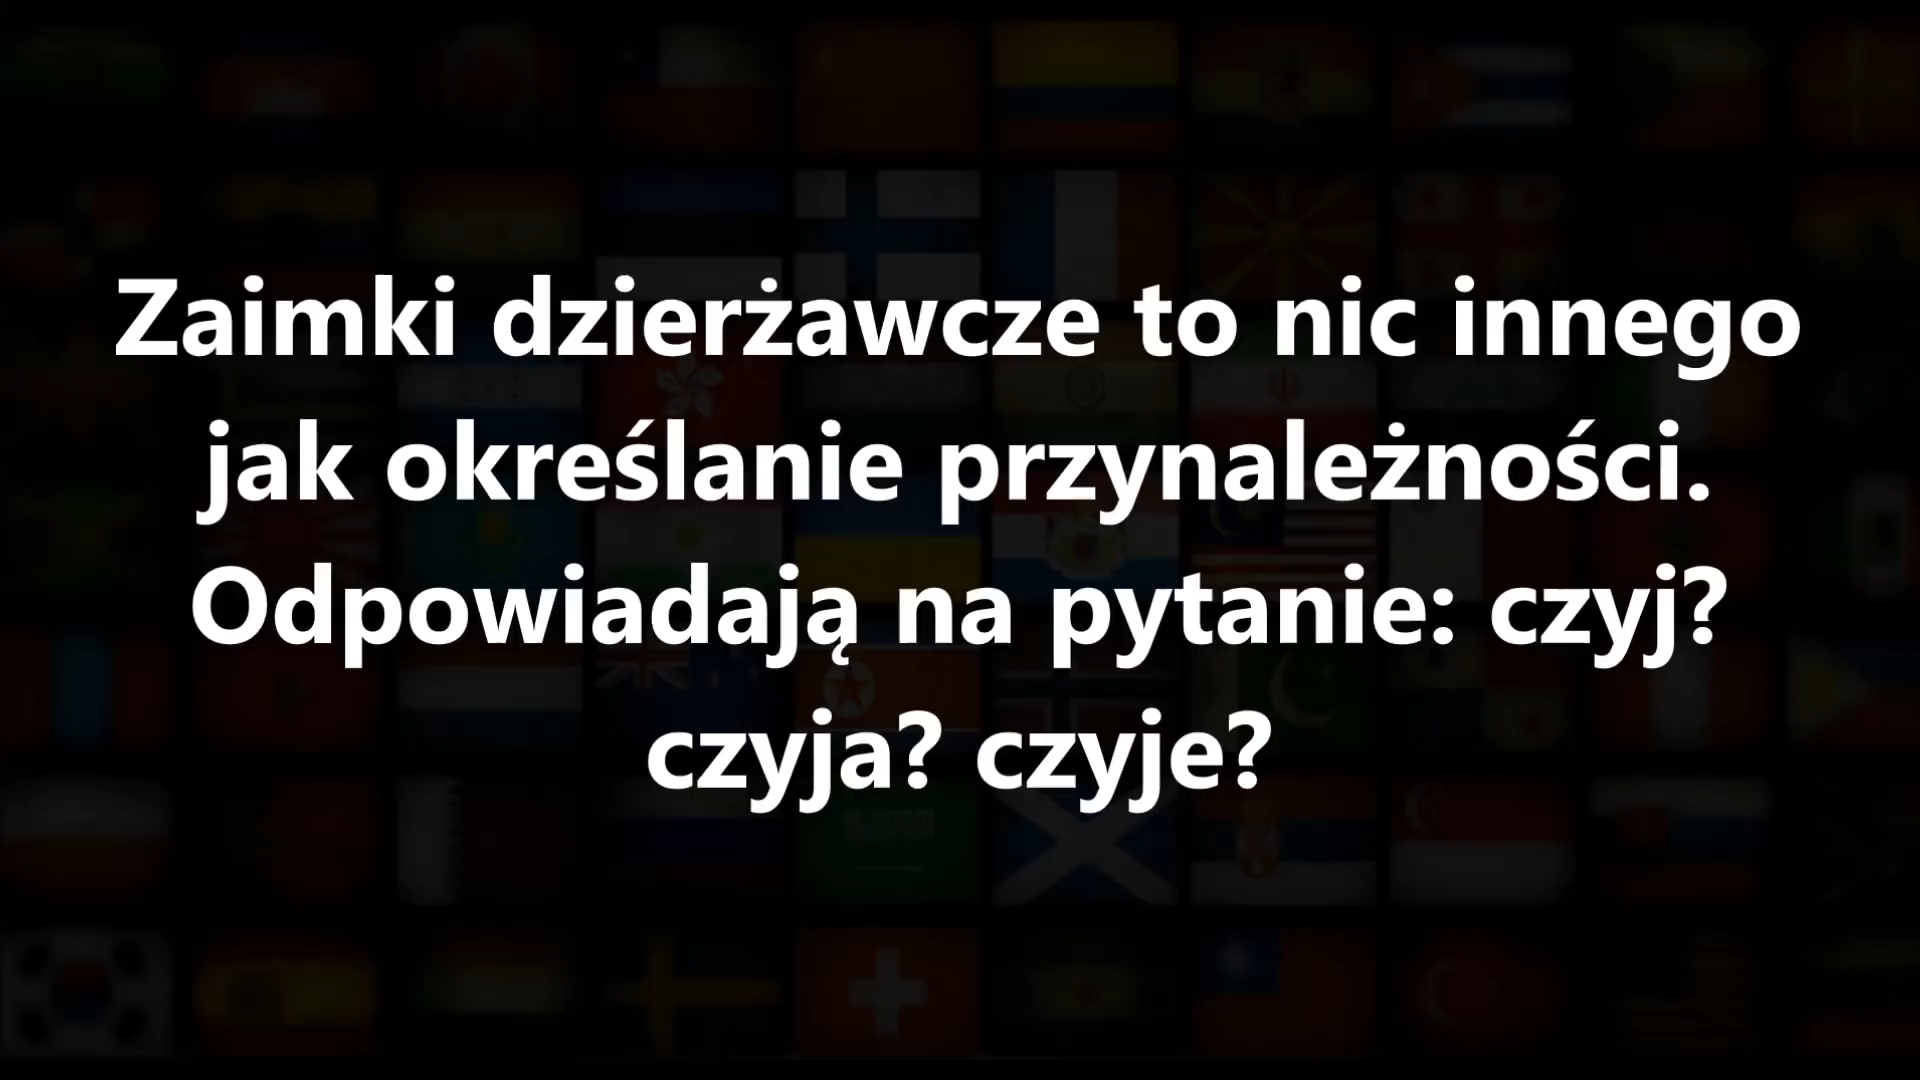 Zaimki dzierżawcze to nic innego
jak określanie przynależności.
Odpowiadają na pytanie: czyj?
czyja? czyje?